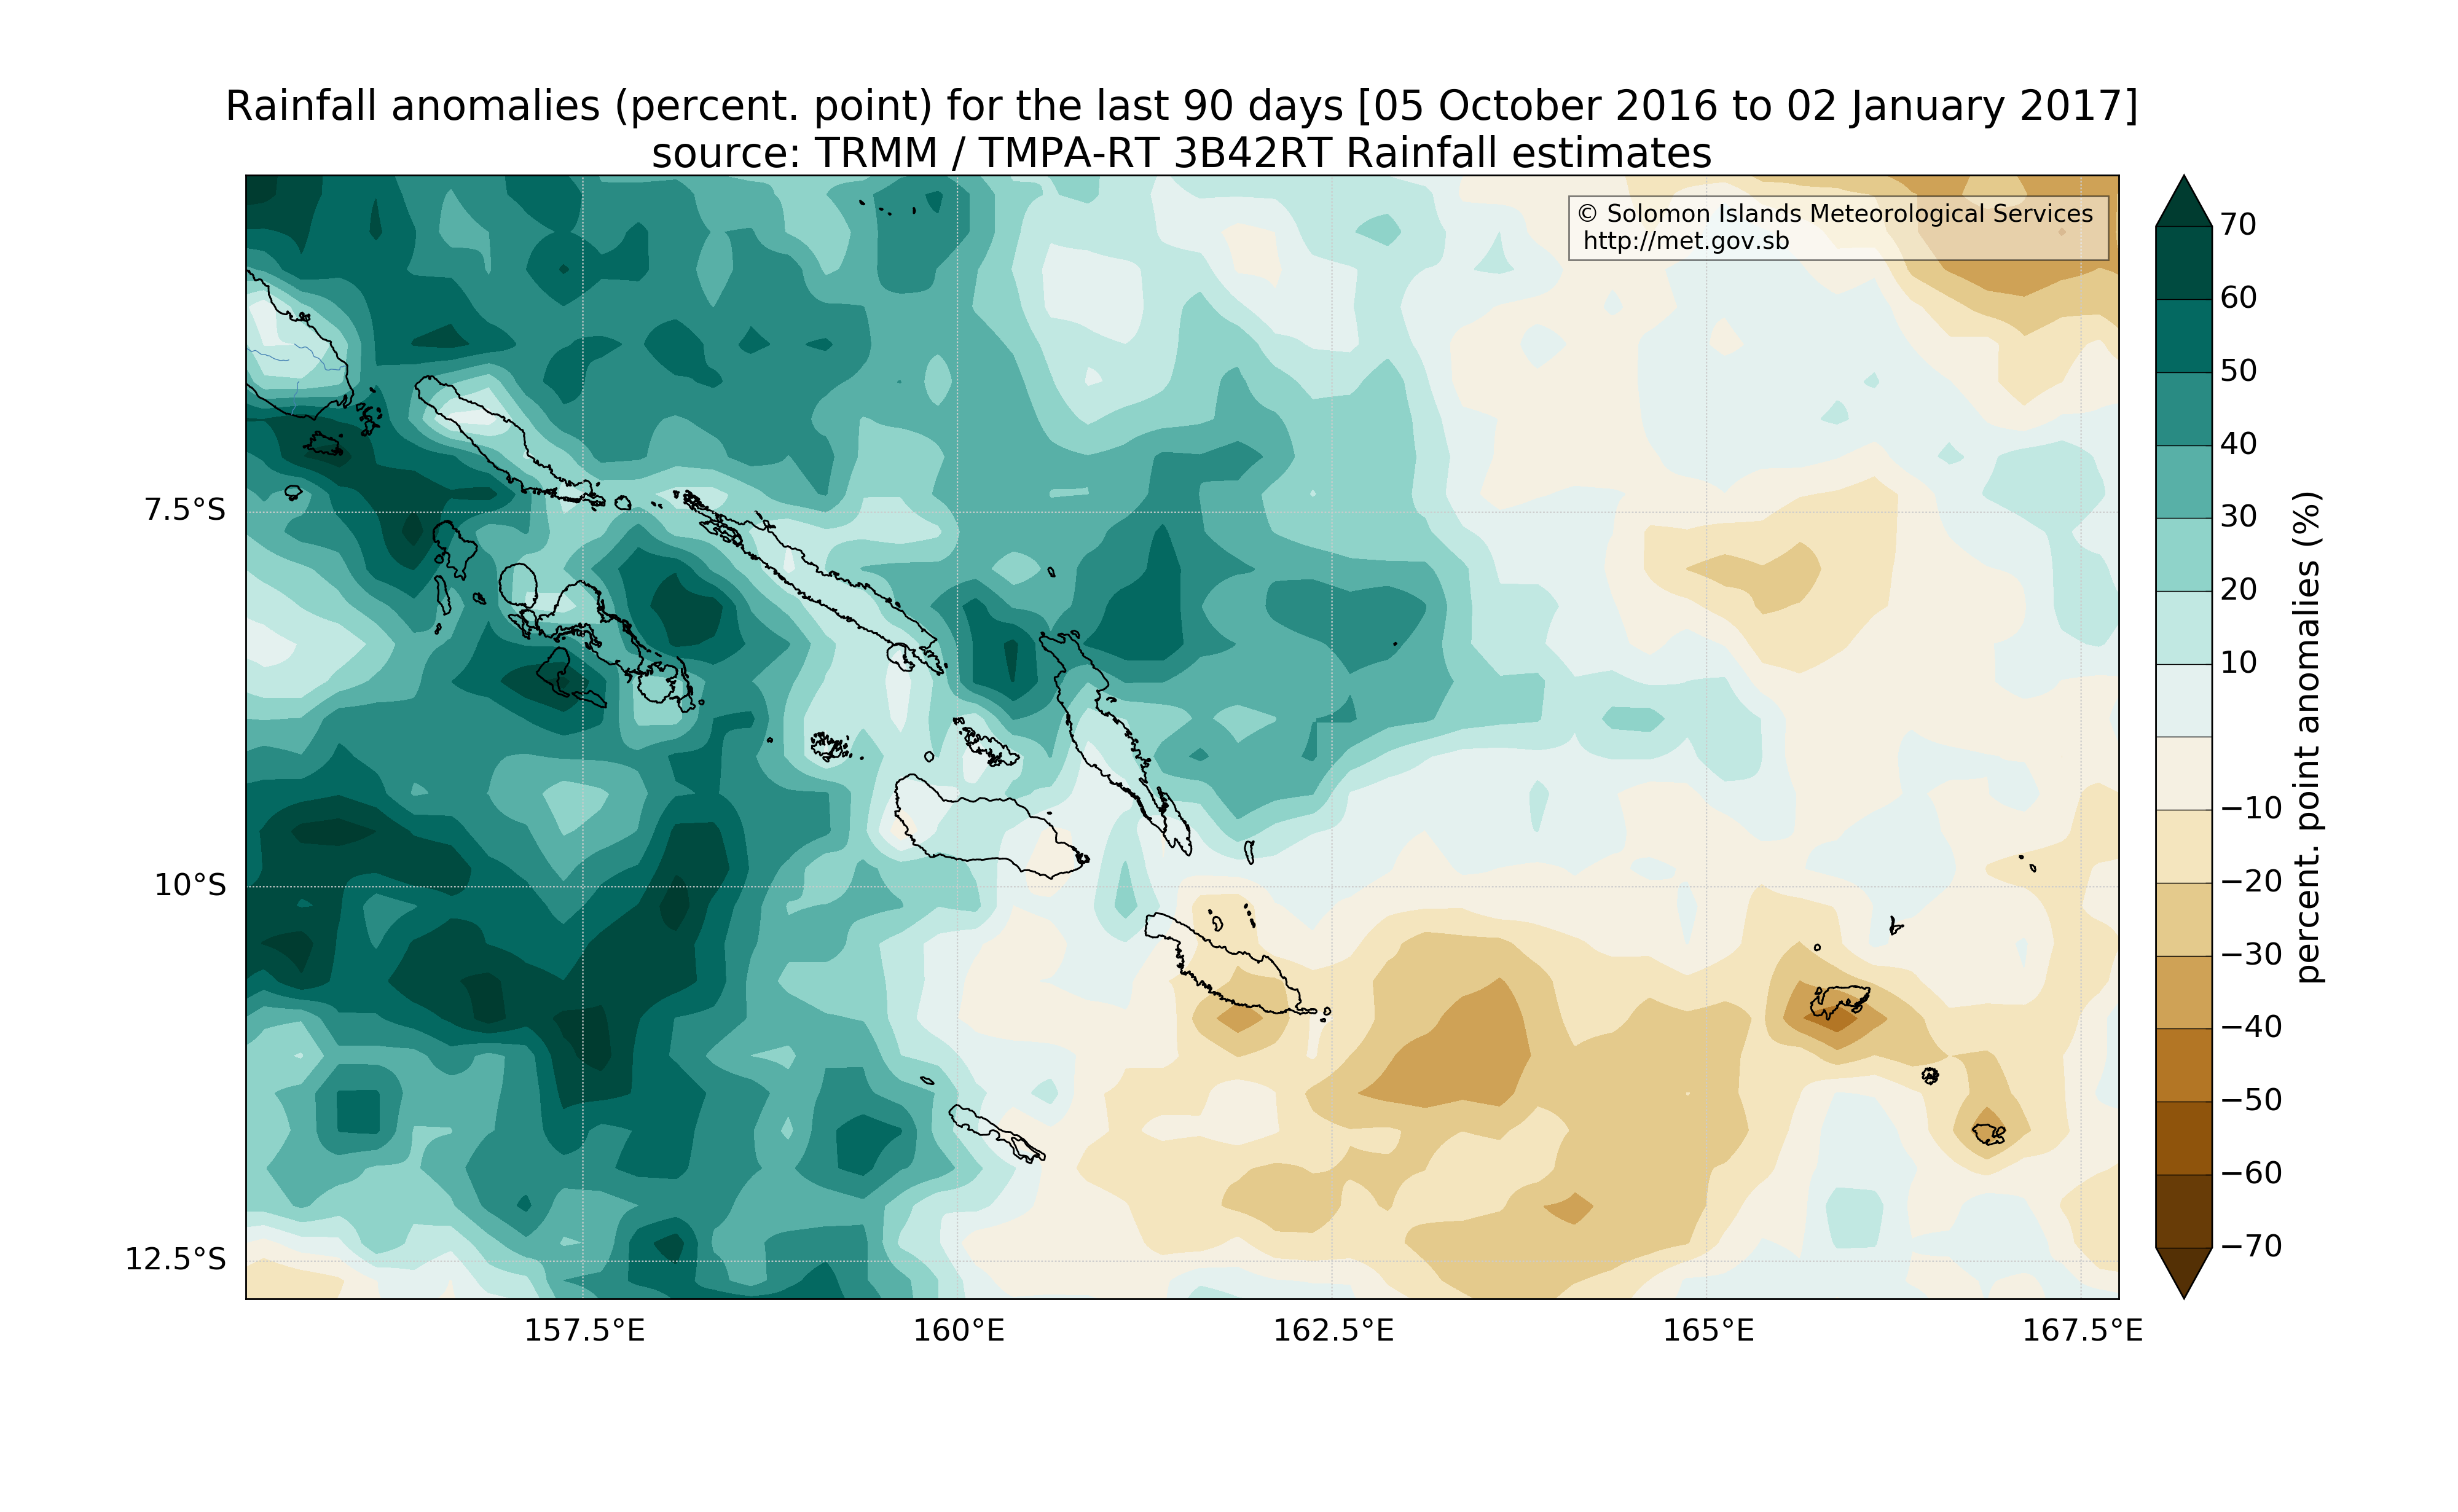 Rainfall anomalies (percent. point) for the last 90 days [05 October 2016 to 02 January 2017]
source: TRMM / TMPA-RT 3B42RT Rainfall estimates
© Solomon Islands Meteorological Services
http://met.gov.sb
7.5°S
10°S
12.5°S
157.5°E
160°E
162.5°E
165°E
167.5°E
70
60
50
40
30
20
10
−10
−20
−30
−40
−50
−60
−70
percent. point anomalies (%)